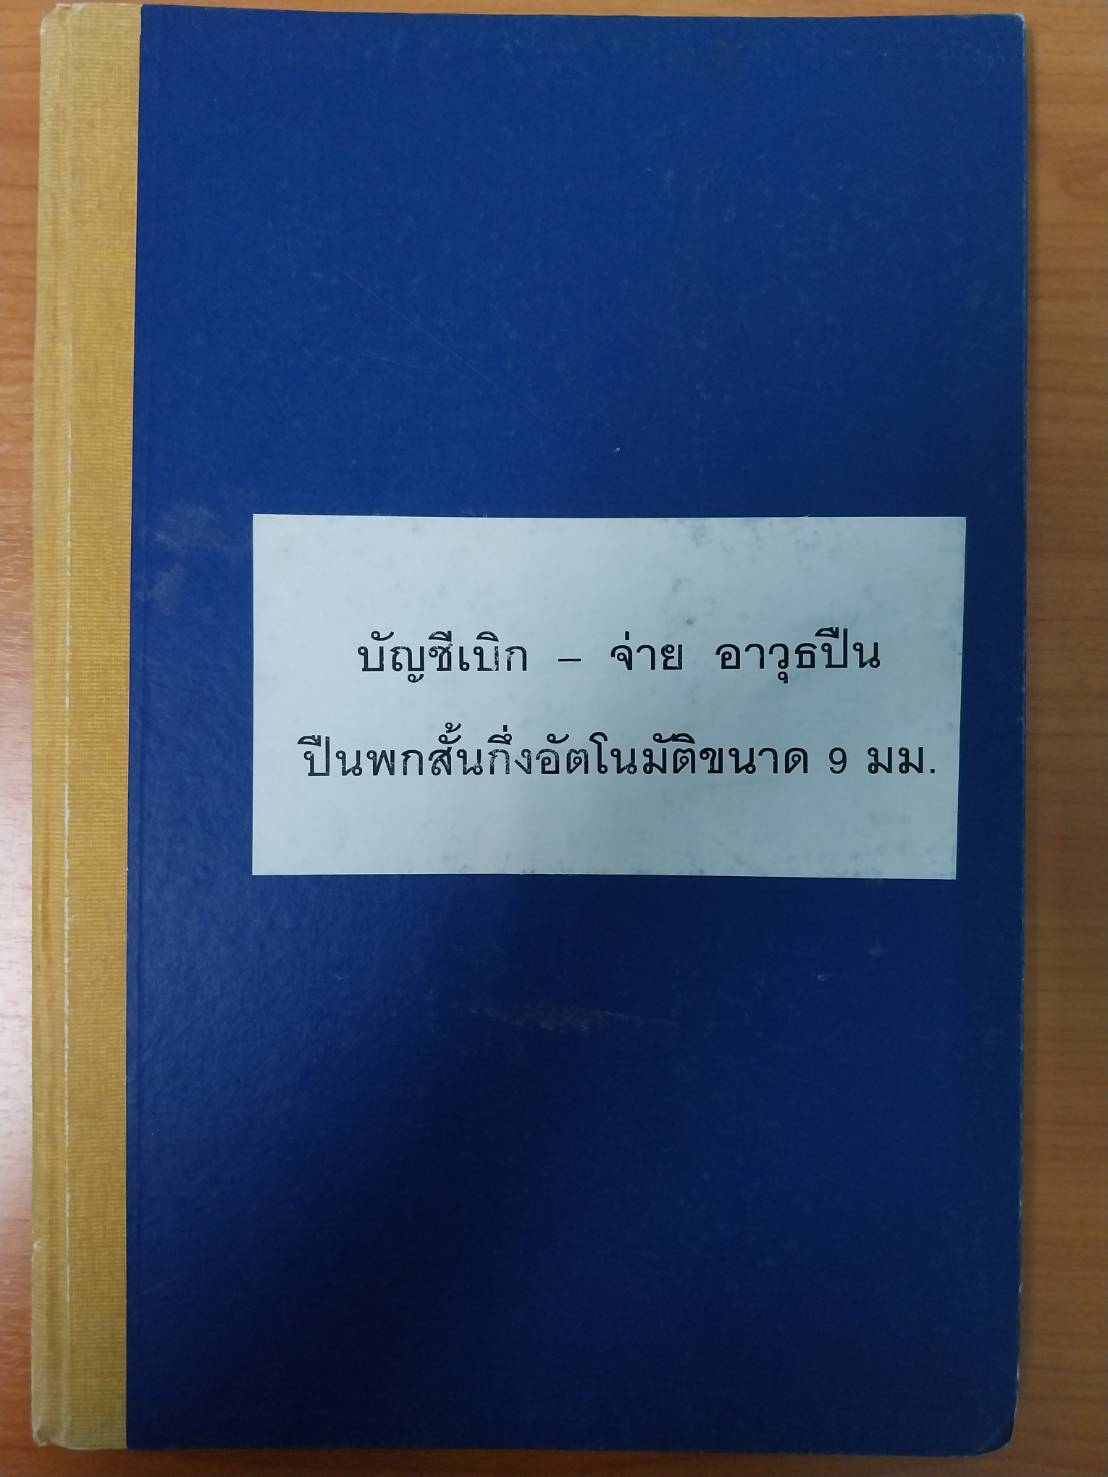 บัญชีเบิก – จ่าย อาวุธปืน
ปืนพกสั้นกึ่งอัตโนมัติขนาด 9 มม.